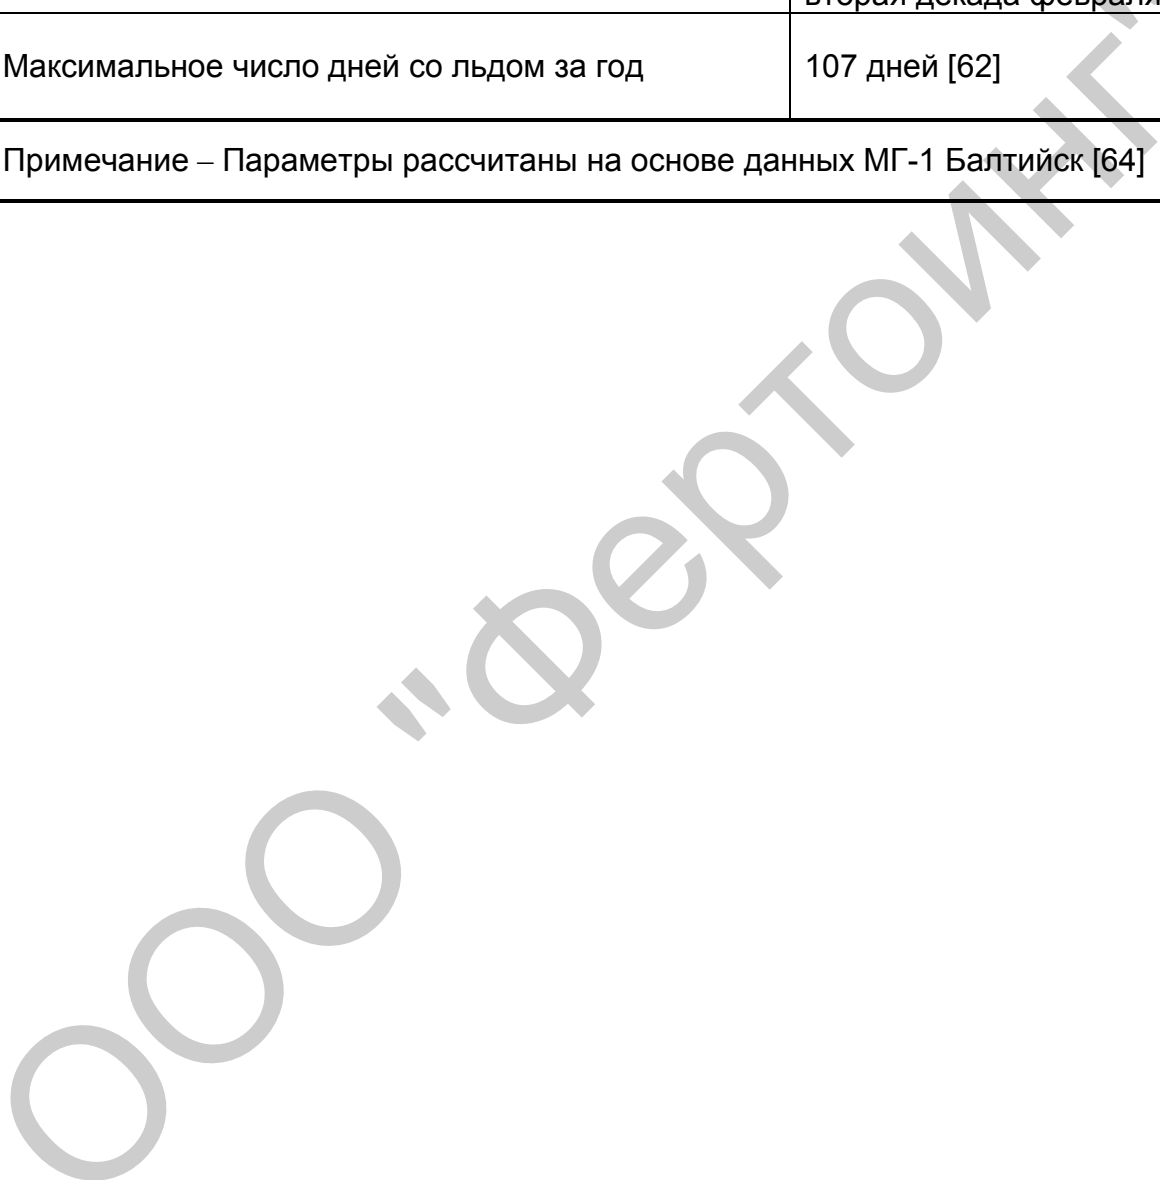 вторая декада февраля
Максимальное число дней со льдом за год 107 дней [62]
Примечание – Параметры рассчитаны на основе данных МГ-1 Балтийск [64]
ООО "Фертоинг"